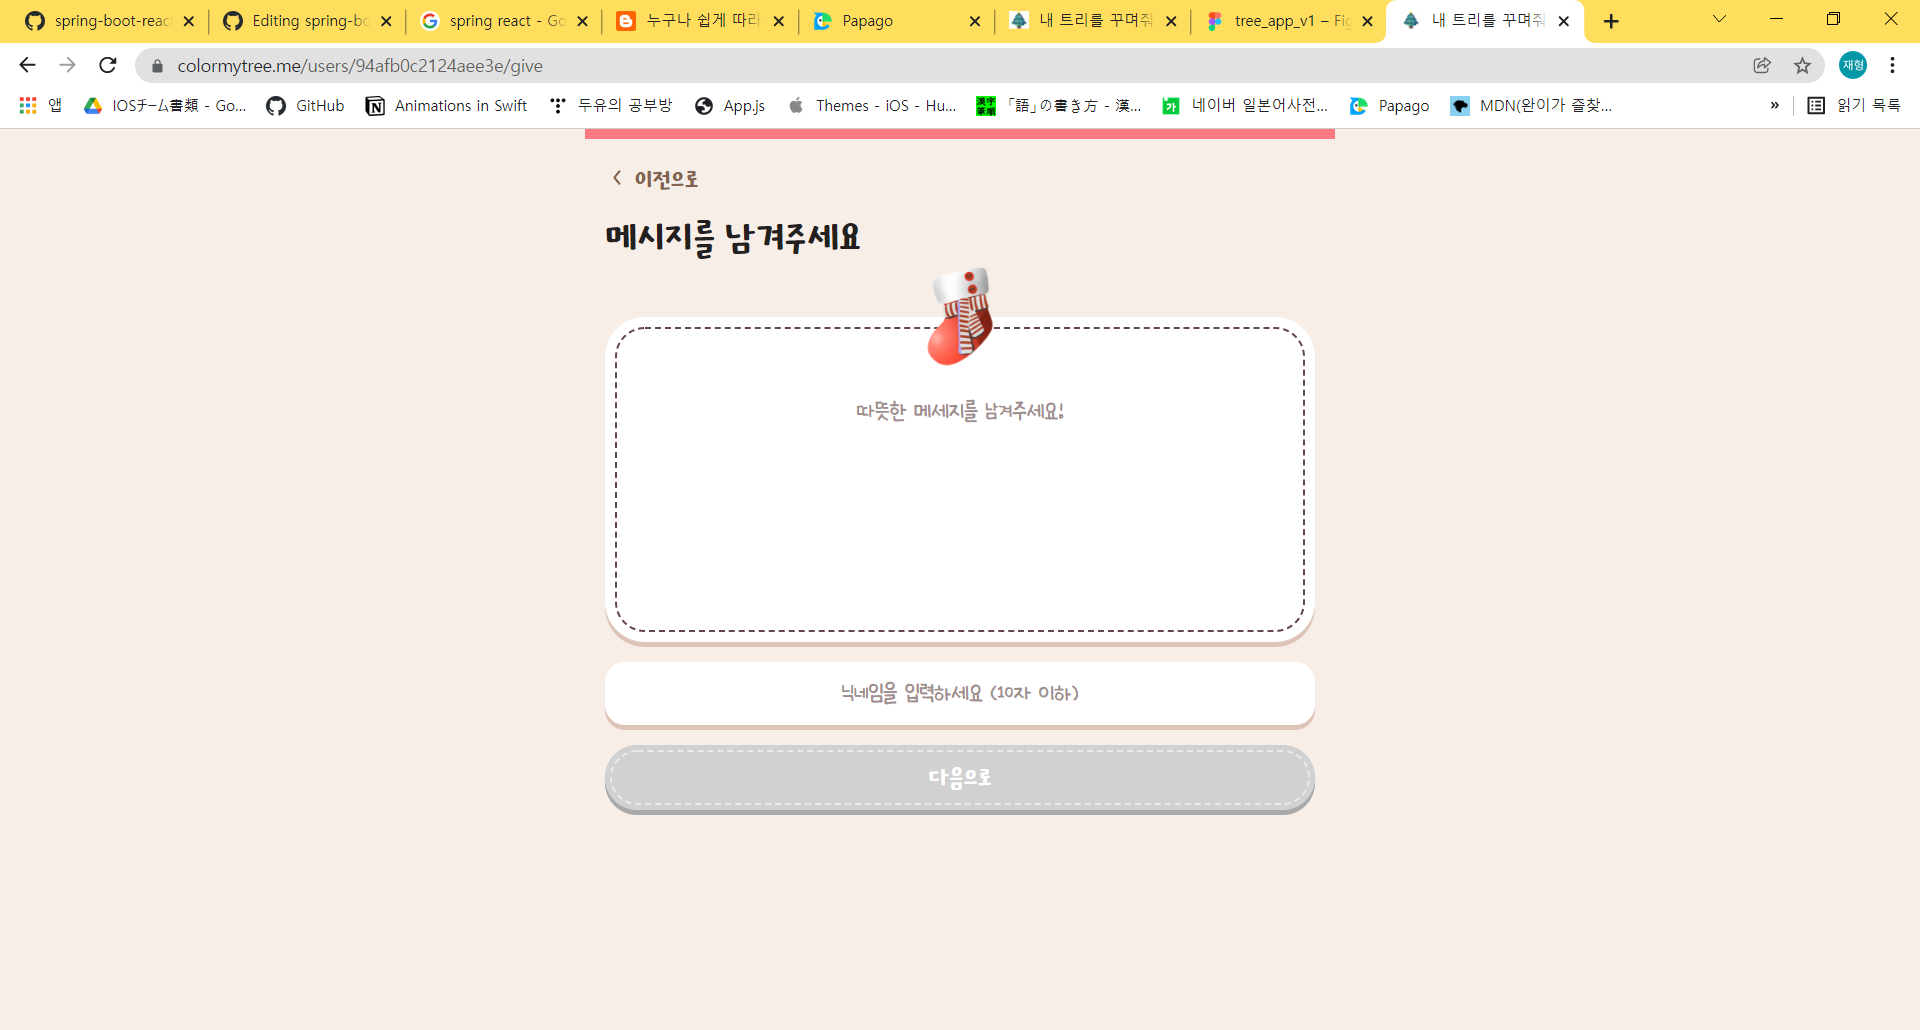 spring-boot-reac
Editing spring-bo
spring react - Go
누구나 쉽게 따라
Papago
내 트리를 꾸며줘
tree_app_v1 – Fig
내 트리를 꾸며줘
colormytree.me/users/94afb0c2124aee3e/give
재형
앱
IOSチーム書類 - Go...
GitHub
Animations in Swift
두유의 공부방
App.js
Themes - iOS - Hu...
「語」の書き方 - 漢...
네이버 일본어사전...
Papago
MDN(완이가 즐찾...
»
읽기 목록
이전으로
메시지를 남겨주세요
따뜻한 메세지를 남겨주세요!
닉네임을 입력하세요 (10자 이하)
다음으로